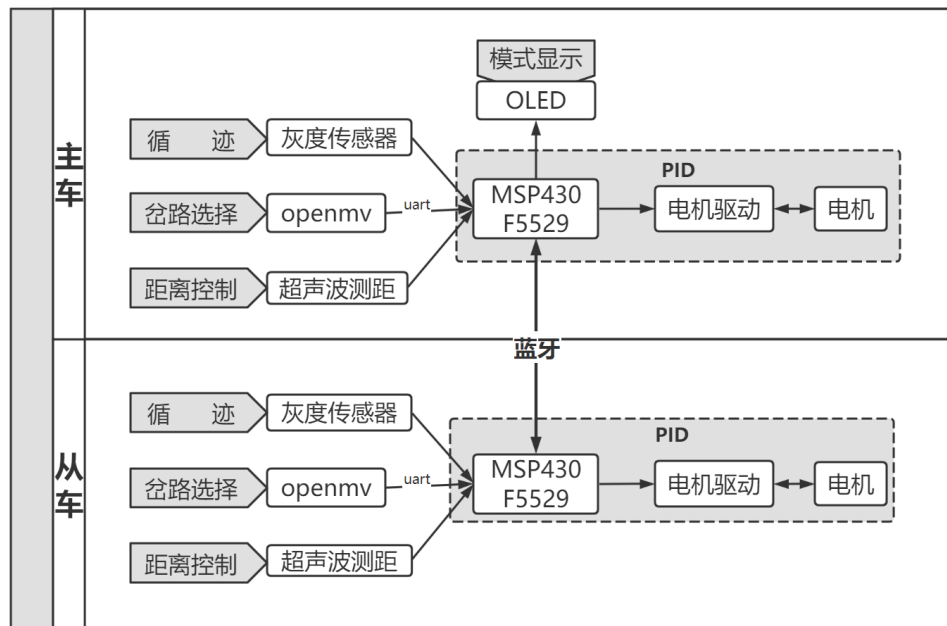 主车
模式显示
OLED
循 迹
灰度传感器
PID
岔路选择
openmv
uart
MSP430
F5529
电机驱动
电机
距离控制
超声波测距
蓝牙
从车
循 迹
灰度传感器
PID
岔路选择
openmv
uart
MSP430
F5529
电机驱动
电机
距离控制
超声波测距